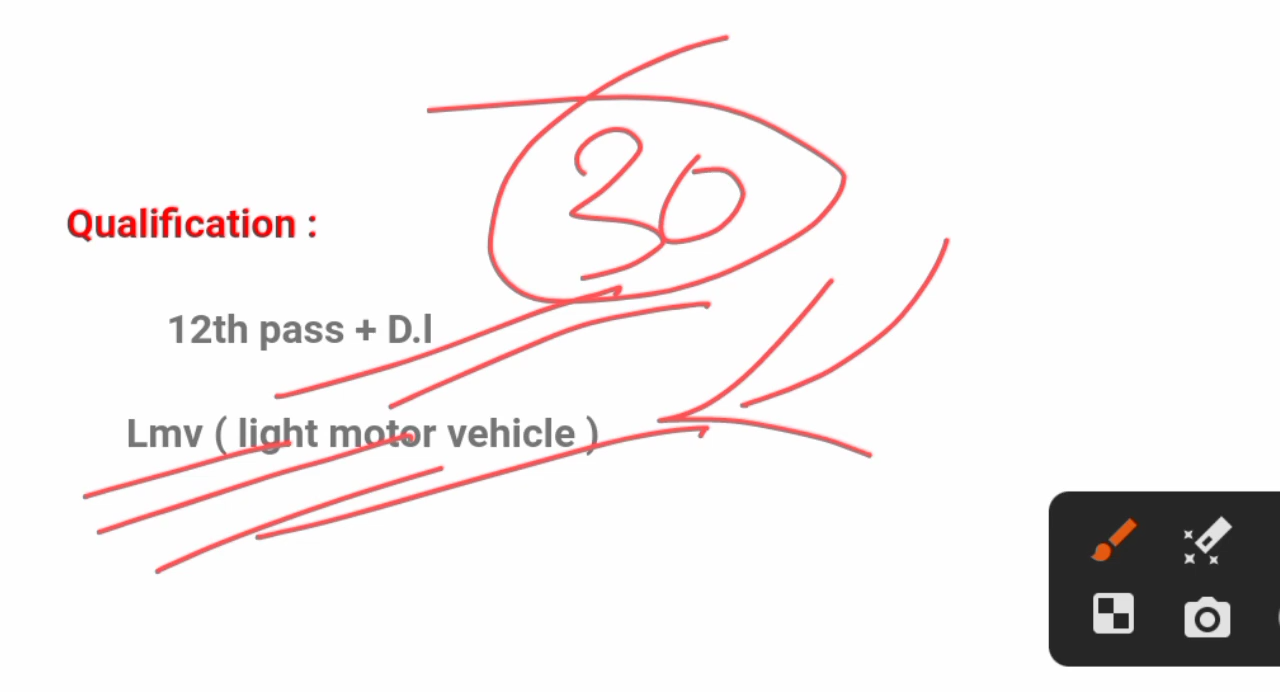 30
Qualification :
12th pass + D.l
Lmv ( light motor vehicle )